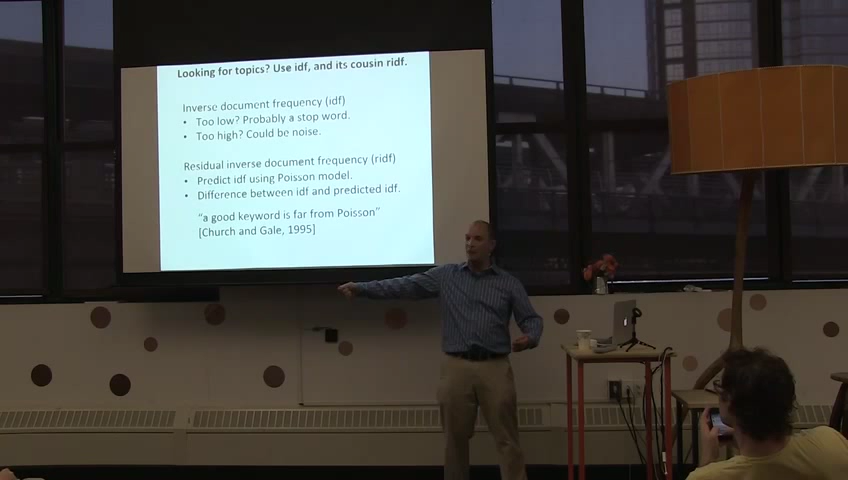 Looking for topics? Use idf, and its cousin ridf.
Inverse document frequency (idf)
• Too low? Probably a stop word.
• Too high? Could be noise.
Residual inverse document frequency (ridf)
• Predict idf using Poisson model.
• Difference between idf and predicted idf.
"a good keyword is far from Poisson"
[Church and Gale, 1995]